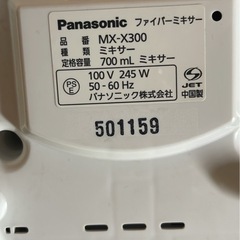 Panasonic ファイバーミキサー
品番 MX-X300
種類 ミキサー
定格容量 700 mL ミキサー
PS E
100 V 245 W
50 - 60 Hz
パナソニック株式会社
JET
中国製
501159